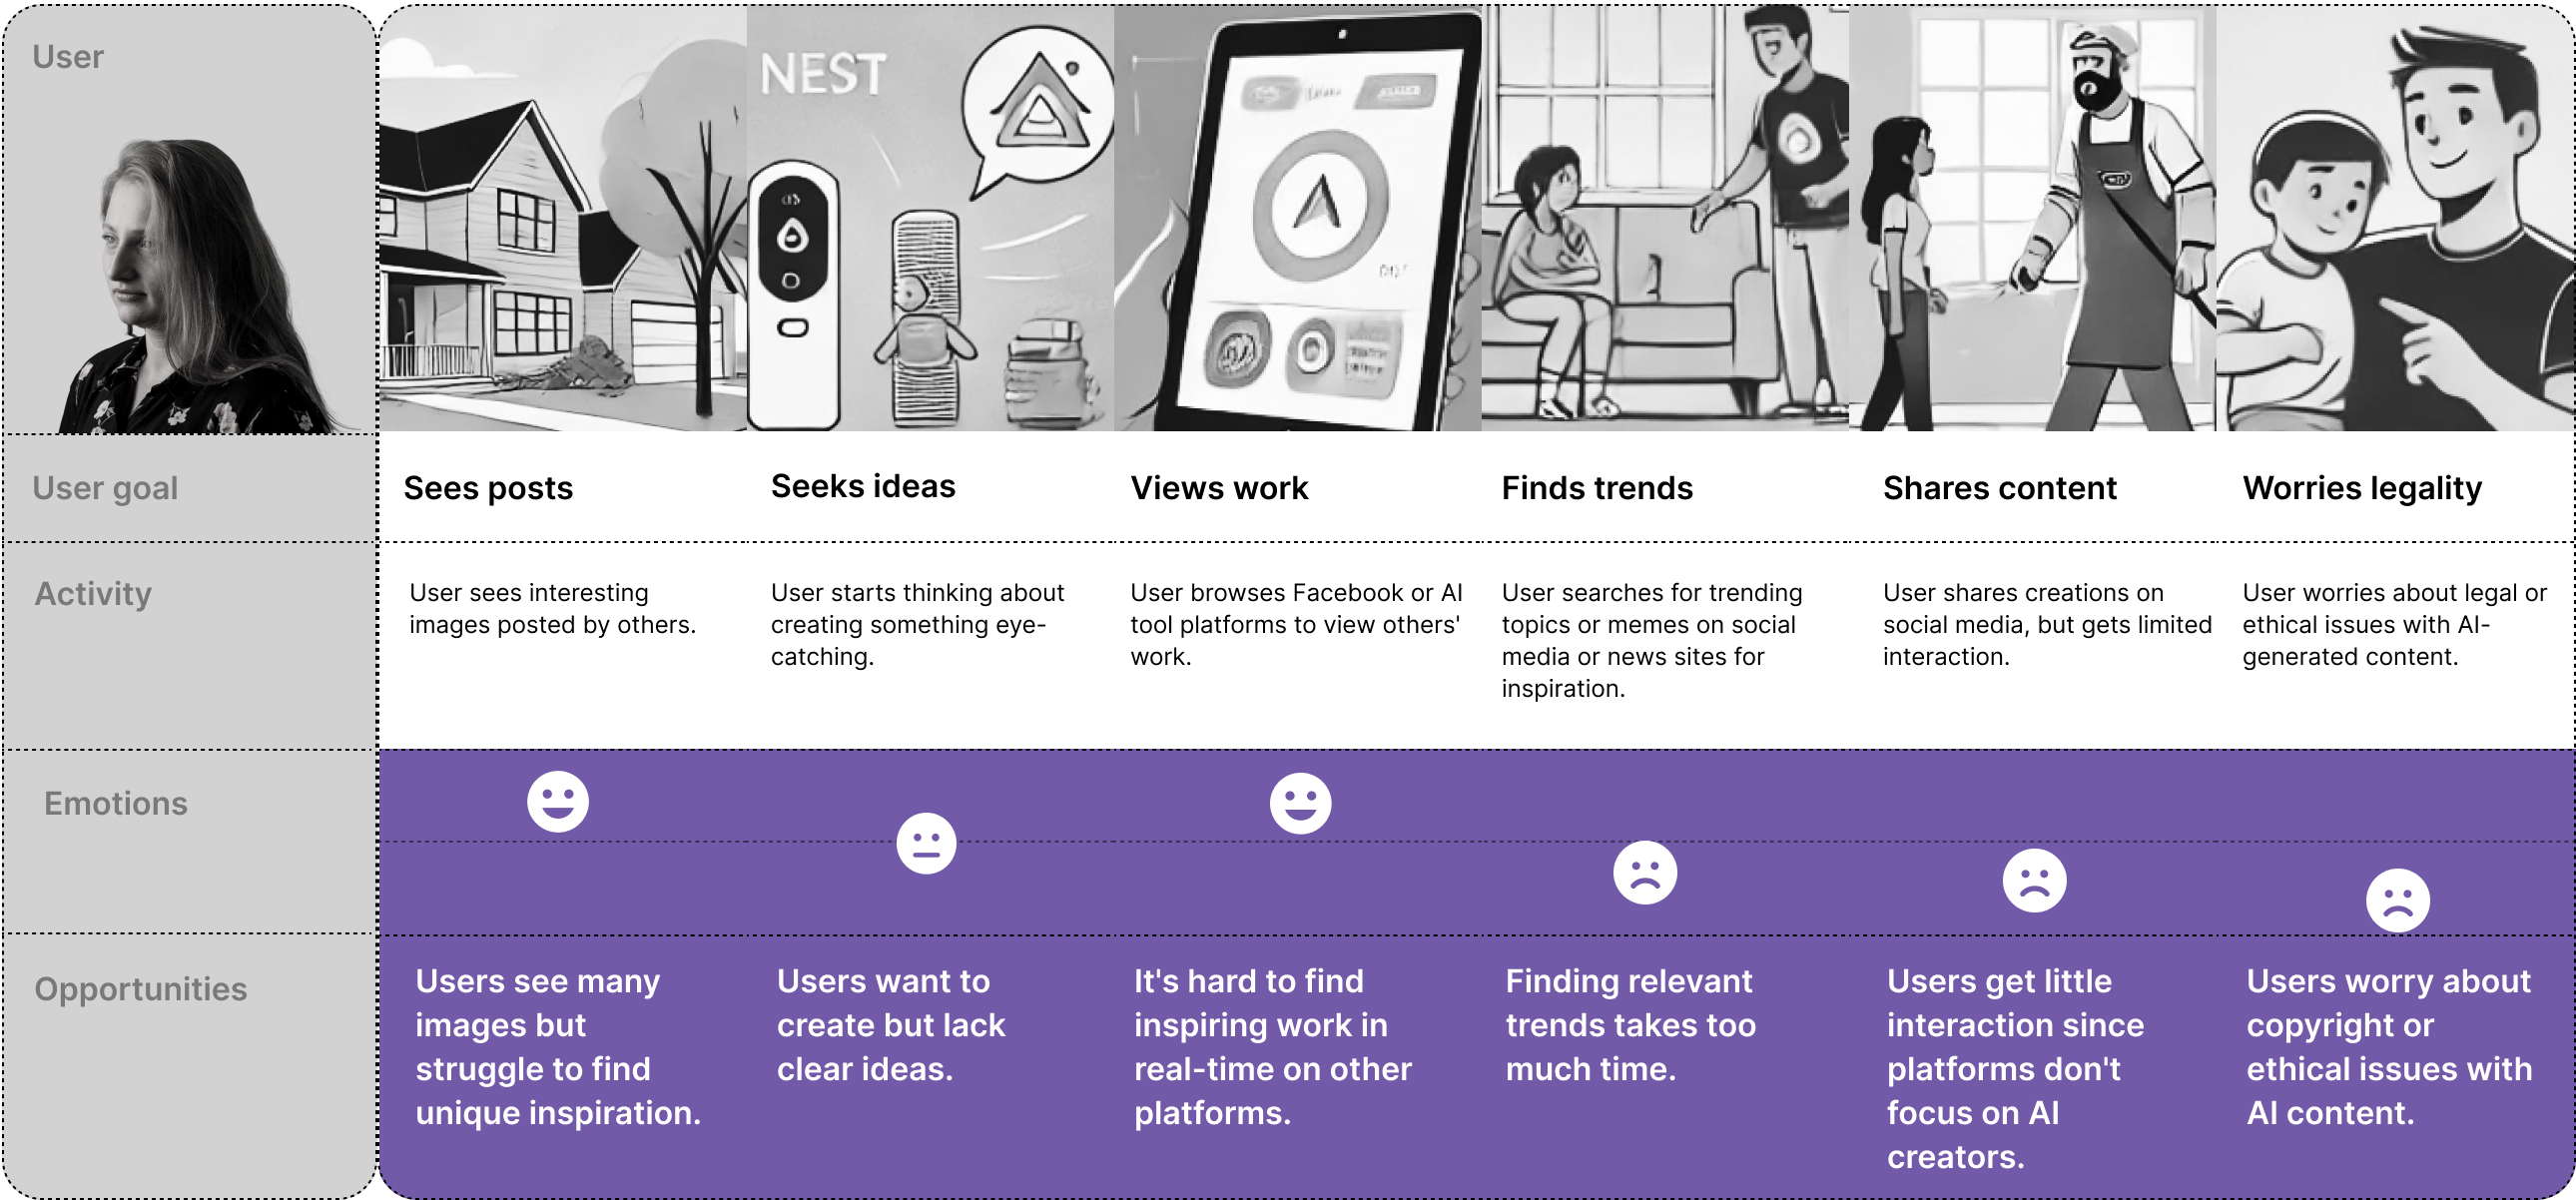 User
NEST
User goal
Sees posts
Seeks ideas
Views work
Finds trends
Shares content
Worries legality
Activity
User sees interesting
images posted by others.
User starts thinking about
creating something eye-
catching.
User browses Facebook or AI
tool platforms to view others'
work.
User searches for trending
topics or memes on social
media or news sites for
inspiration.
User shares creations on
social media, but gets limited
interaction.
User worries about legal or
ethical issues with AI-
generated content.
Emotions
Opportunities
Users see many
images but
struggle to find
unique inspiration.
Users want to
create but lack
clear ideas.
It's hard to find
inspiring work in
real-time on other
platforms.
Finding relevant
trends takes too
much time.
Users get little
interaction since
platforms don't
focus on AI
creators.
Users worry about
copyright or
ethical issues with
AI content.